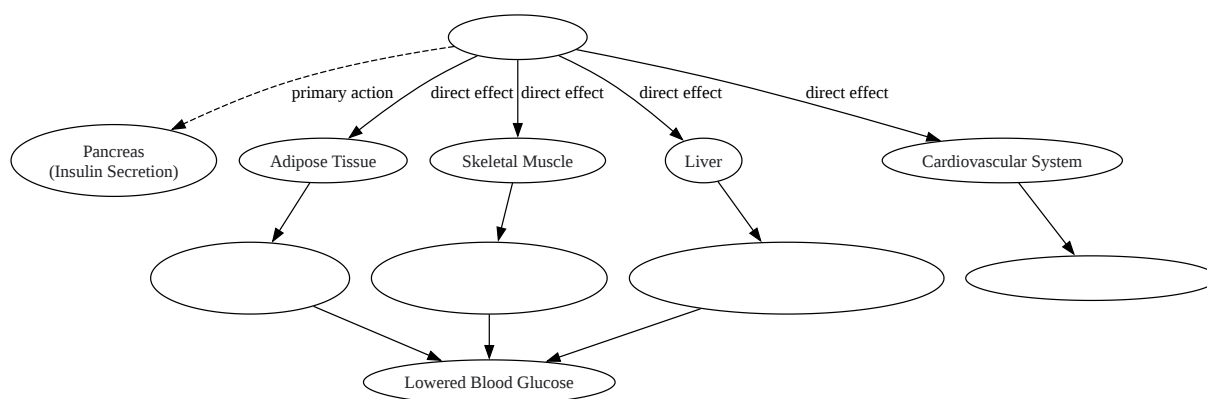 primary action
direct effect
direct effect
direct effect
direct effect
Pancreas
(Insulin Secretion)
Adipose Tissue
Skeletal Muscle
Liver
Cardiovascular System
Lowered Blood Glucose